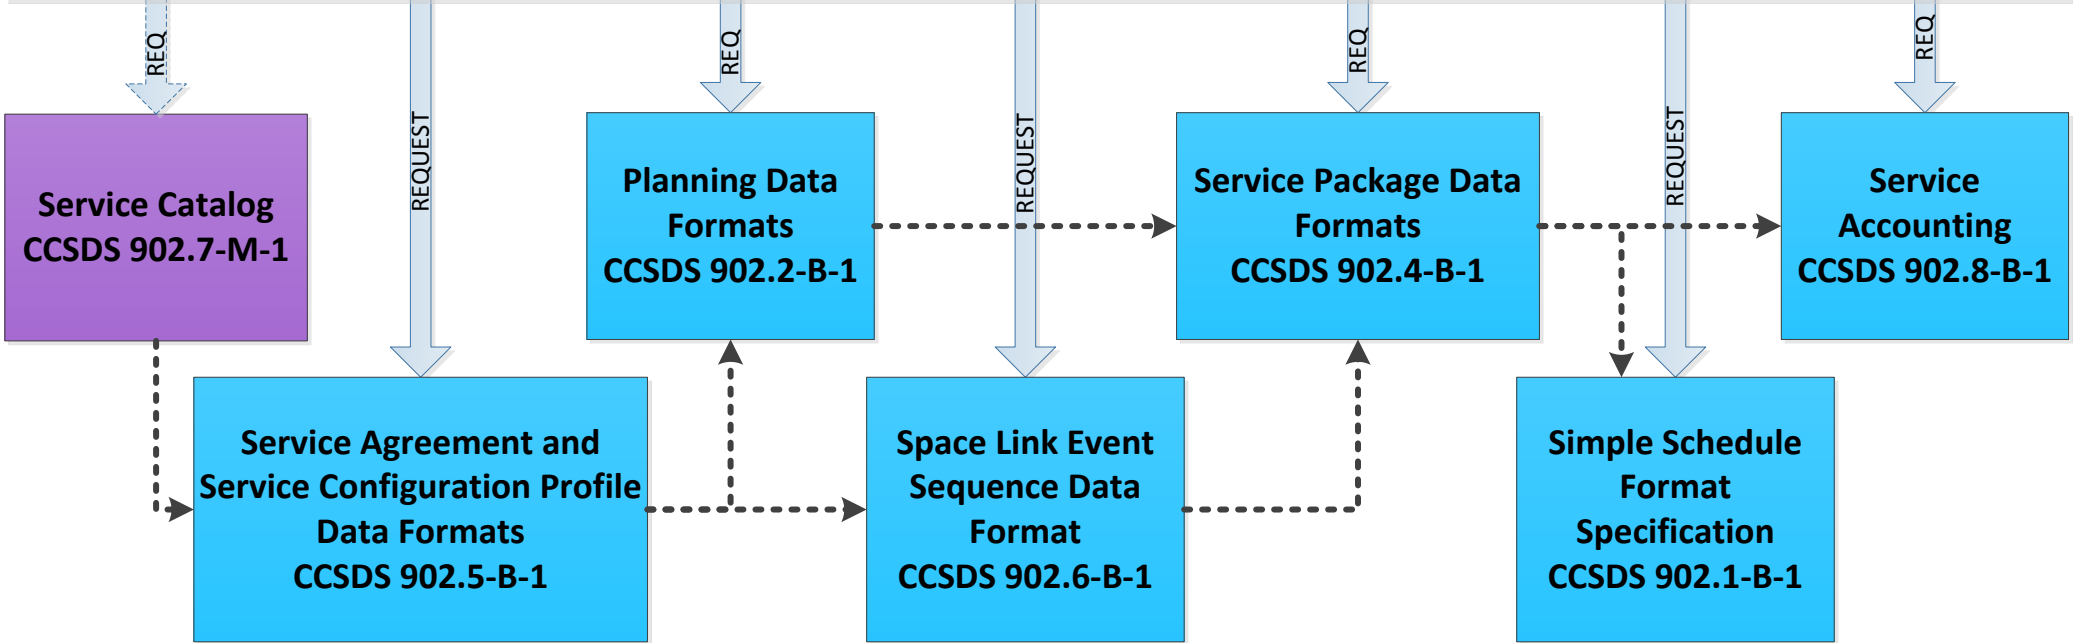 REQ
REQUEST
REQ
REQUEST
REQ
REQUEST
REQ
Service Catalog
CCSDS 902.7-M-1
Planning Data
Formats
CCSDS 902.2-B-1
Service Package Data
Formats
CCSDS 902.4-B-1
Service
Accounting
CCSDS 902.8-B-1
Service Agreement and
Service Configuration Profile
Data Formats
CCSDS 902.5-B-1
Space Link Event
Sequence Data
Format
CCSDS 902.6-B-1
Simple Schedule
Format
Specification
CCSDS 902.1-B-1